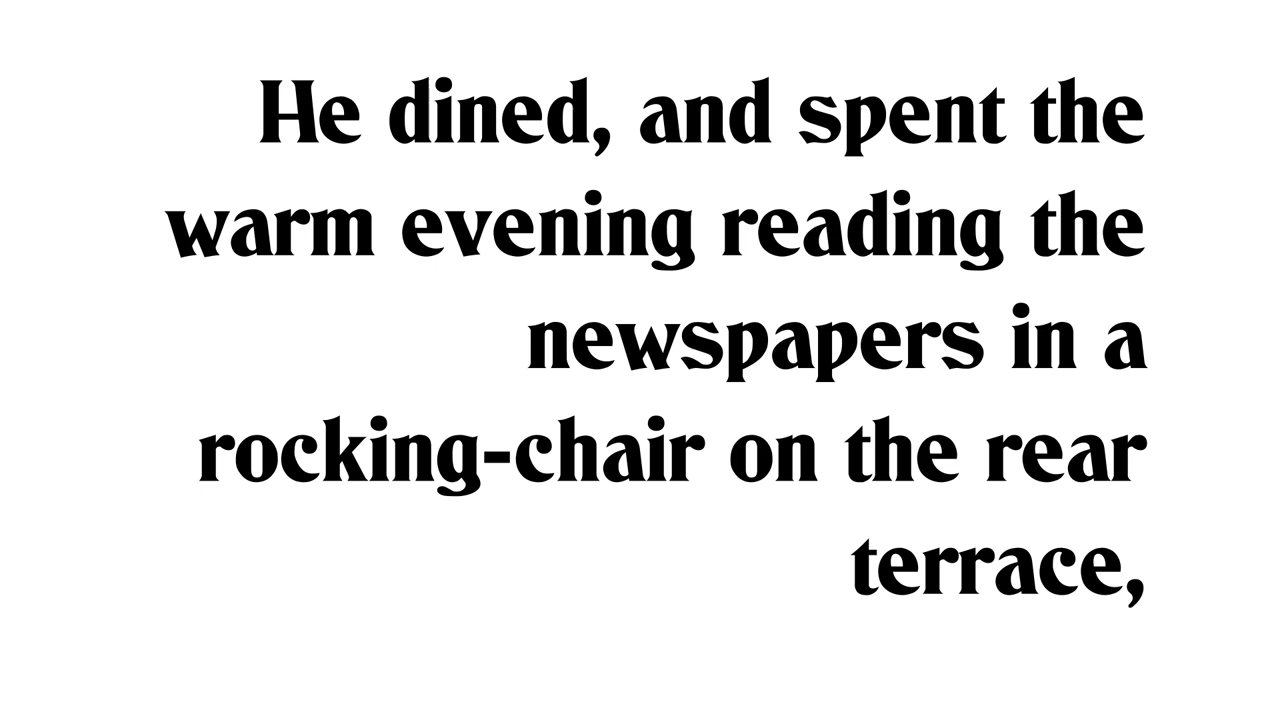 He dined, and spent the
warm evening reading the
newspapers in a
rocking-chair on the rear
terrace,